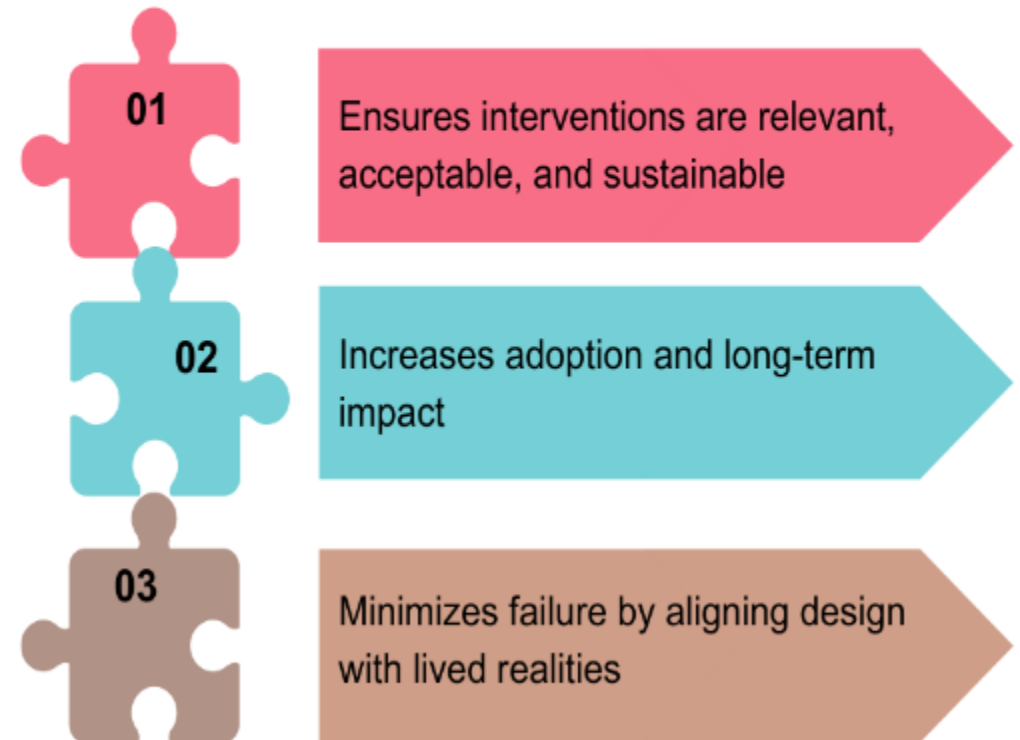 01
Ensures interventions are relevant,
acceptable, and sustainable
02
Increases adoption and long-term
impact
03
Minimizes failure by aligning design
with lived realities